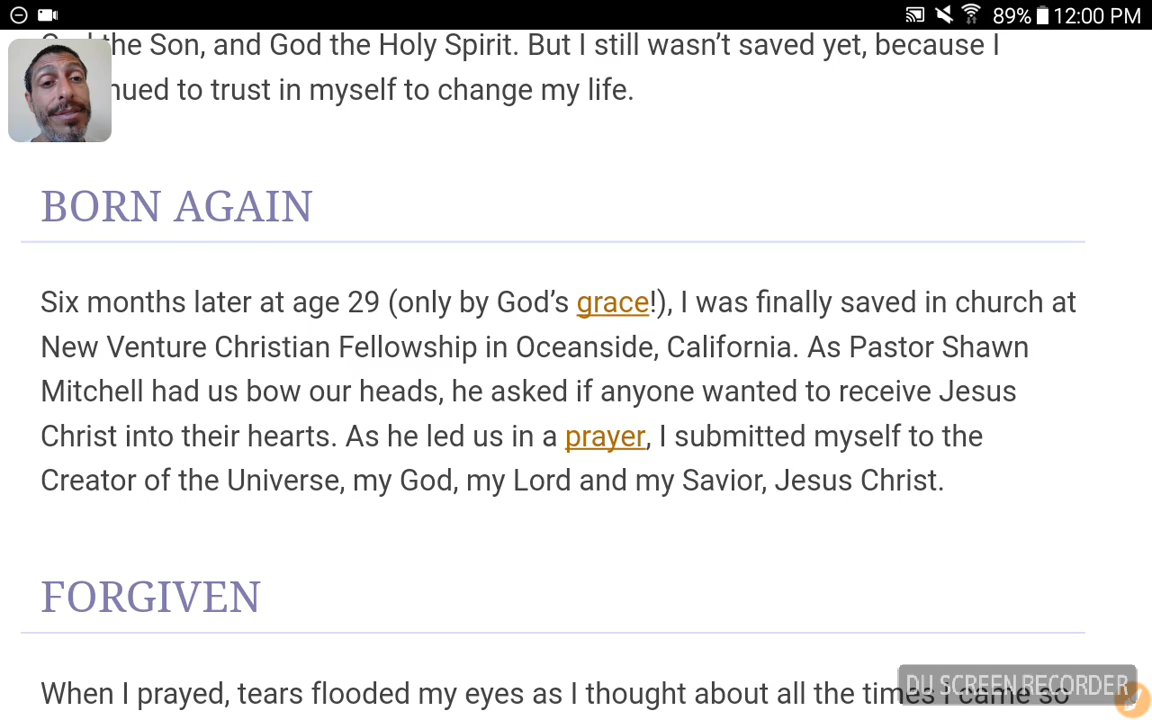 89% 12:00 PM
the Son, and God the Holy Spirit. But I still wasn’t saved yet, because I
to trust in myself to change my life.
BORN AGAIN
Six months later at age 29 (only by God’s grace!), I was finally saved in church at
New Venture Christian Fellowship in Oceanside, California. As Pastor Shawn
Mitchell had us bow our heads, he asked if anyone wanted to receive Jesus
Christ into their hearts. As he led us in a prayer, I submitted myself to the
Creator of the Universe, my God, my Lord and my Savior, Jesus Christ.
FORGIVEN
When I prayed, tears flooded my eyes as I thought about all the times I came so
DU SCREEN RECORDER